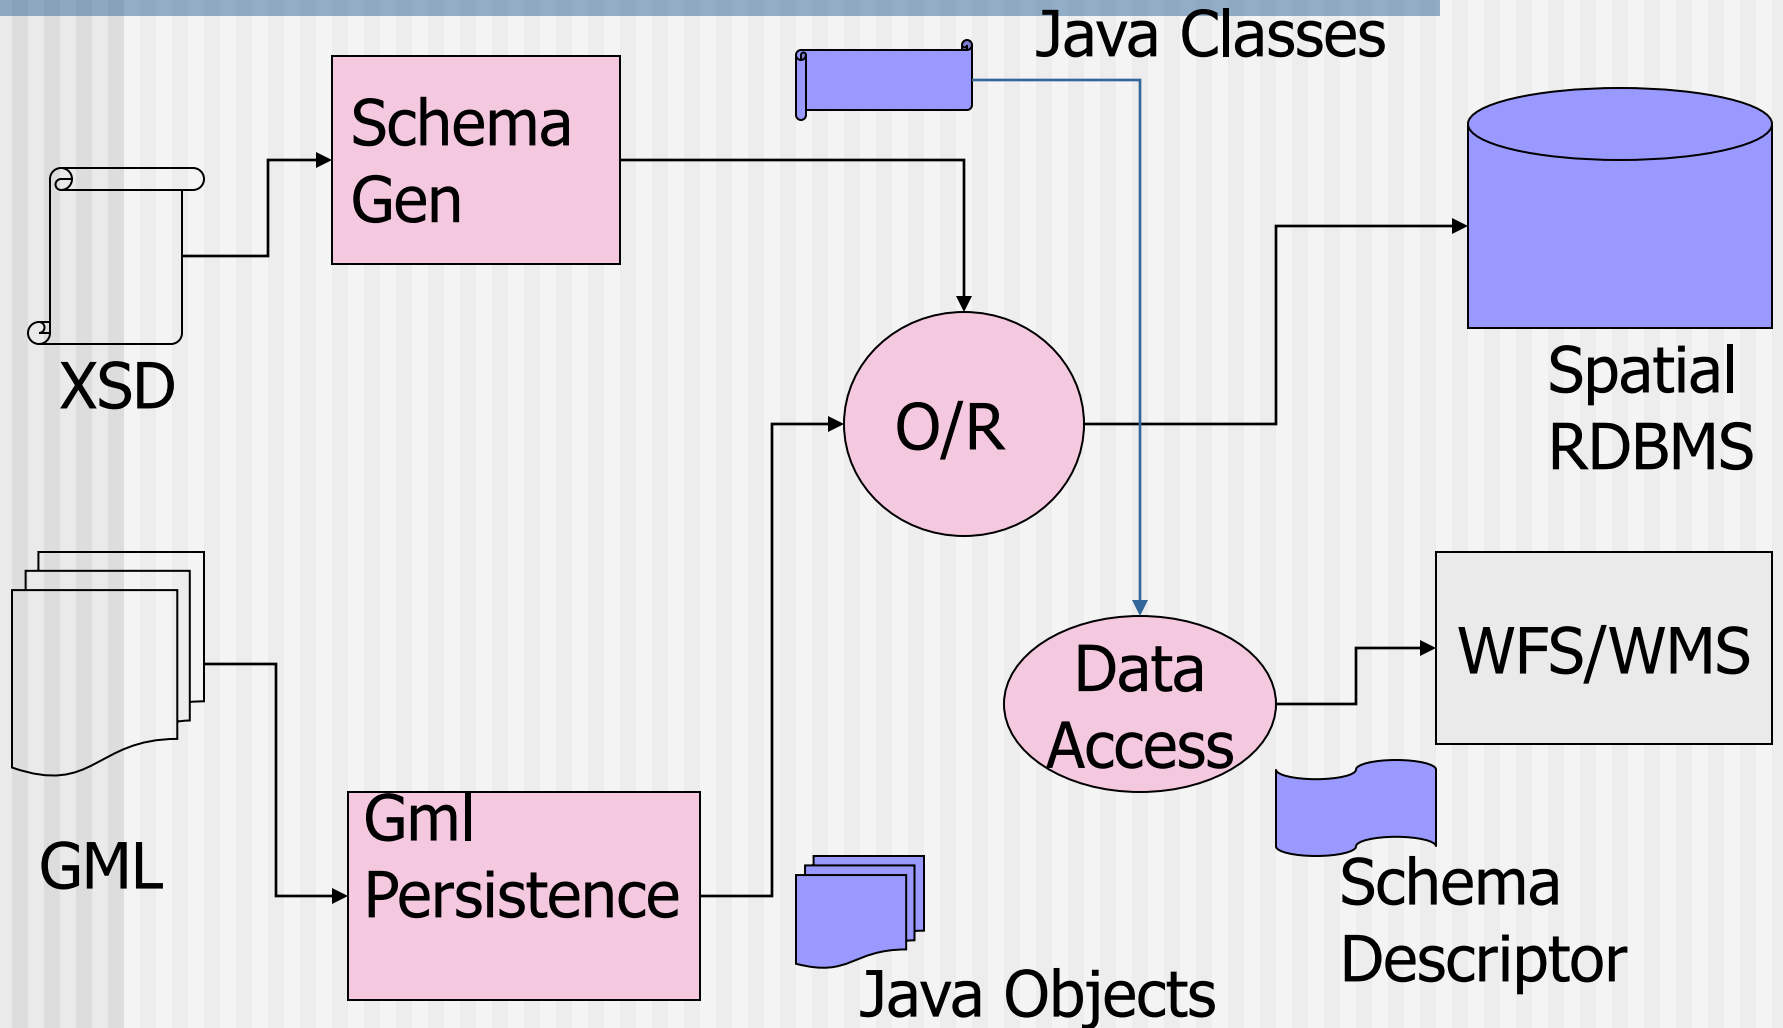 Java Classes
Schema
Gen
XSD
O/R
Spatial
RDBMS
Data
Access
WFS/WMS
GML
Gml
Persistence
Schema
Descriptor
Java Objects